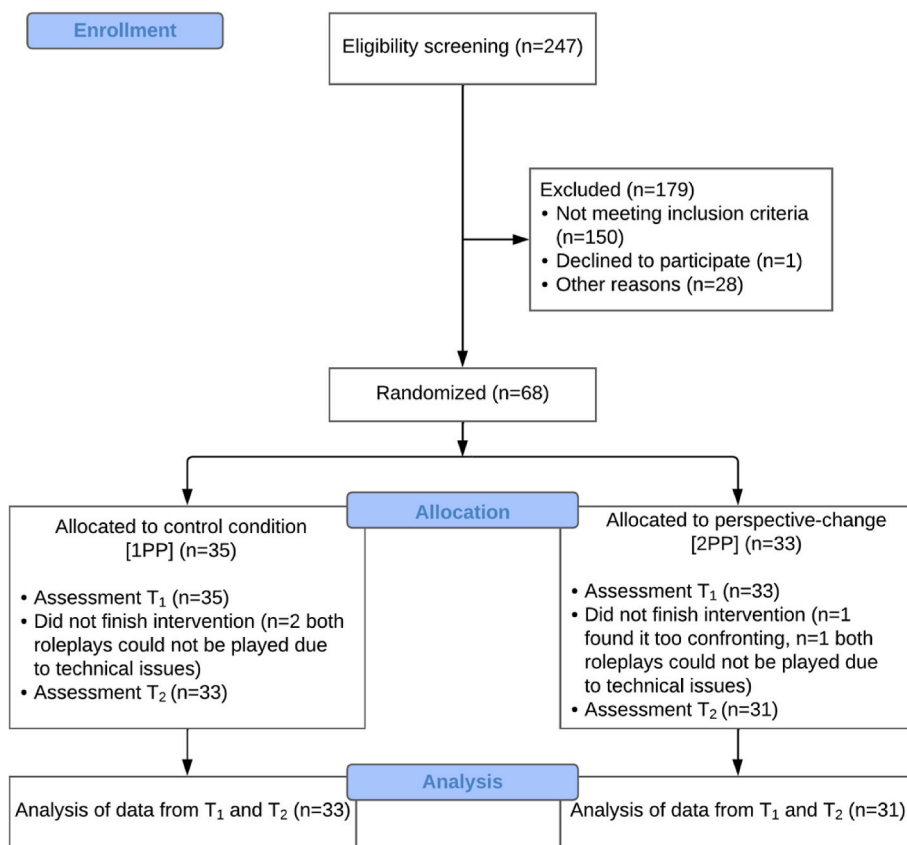 Enrollment
Eligibility screening (n=247)
Excluded (n=179)
• Not meeting inclusion criteria
(n=150)
• Declined to participate (n=1)
• Other reasons (n=28)
Randomized (n=68)
Allocation
Allocated to control condition
[1PP] (n=35)
• Assessment T₁ (n=35)
• Did not finish intervention (n=2 both
roleplays could not be played due
to technical issues)
• Assessment T₂ (n=33)
Allocated to perspective-change
[2PP] (n=33)
• Assessment T₁ (n=33)
• Did not finish intervention (n=1
found it too confronting, n=1 both
roleplays could not be played due
to technical issues)
• Assessment T₂ (n=31)
Analysis
Analysis of data from T₁ and T₂ (n=33)
Analysis of data from T₁ and T₂ (n=31)